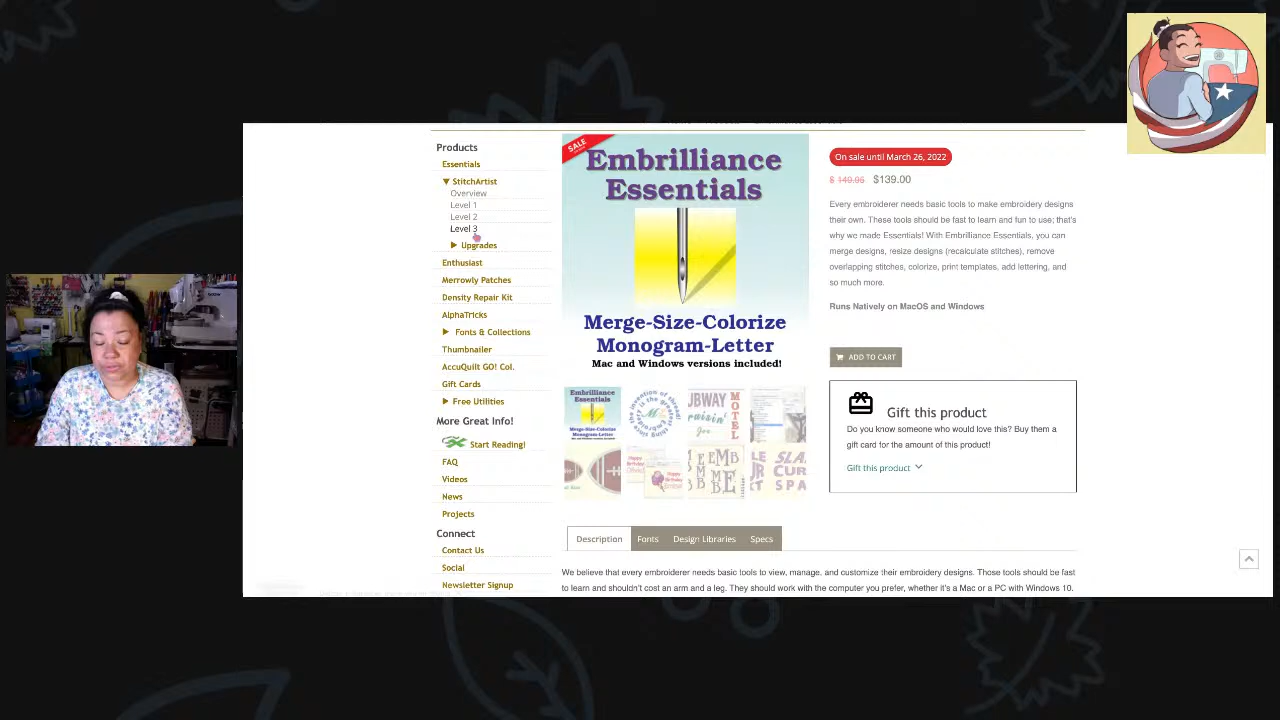 Products
Essentials
▼ StitchArtist
Overview
Level 1
Level 2
Level 3
► Upgrades
Enthusiast
Merrowly Patches
Density Repair Kit
AlphaTricks
► Fonts & Collections
Thumbnailer
AccuQuilt GO! Col.
Gift Cards
► Free Utilities
More Great Info!
Start Reading!
FAQ
Videos
News
Projects
Connect
Contact Us
Social
Newsletter Signup
SALE
Embrilliance
Essentials
Merge-Size-Colorize
Monogram-Letter
Mac and Windows versions included!
Embrilliance
Essentials
Merge-Size-Colorize
Monogram-Letter
MOTEL
On sale until March 26, 2022
$139.00
Every embroiderer needs basic tools to make embroidery designs
their own. These tools should be fast to learn and fun to use; that's
why we made Essentials! With Embrilliance Essentials, you can
merge designs, resize designs (recalculate stitches), remove
overlapping stitches, colorize, print templates, add lettering, and
so much more.
Runs Natively on MacOS and Windows
ADD TO CART
Gift this product
Do you know someone who would love this? Buy them a
gift card for the amount of this product!
Gift this product
Description Fonts Design Libraries Specs
We believe that every embroiderer needs basic tools to view, manage, and customize their embroidery designs. Those tools should be fast
to learn and shouldn't cost an arm and a leg. They should work with the computer you prefer, whether it's a Mac or a PC with Windows 10.